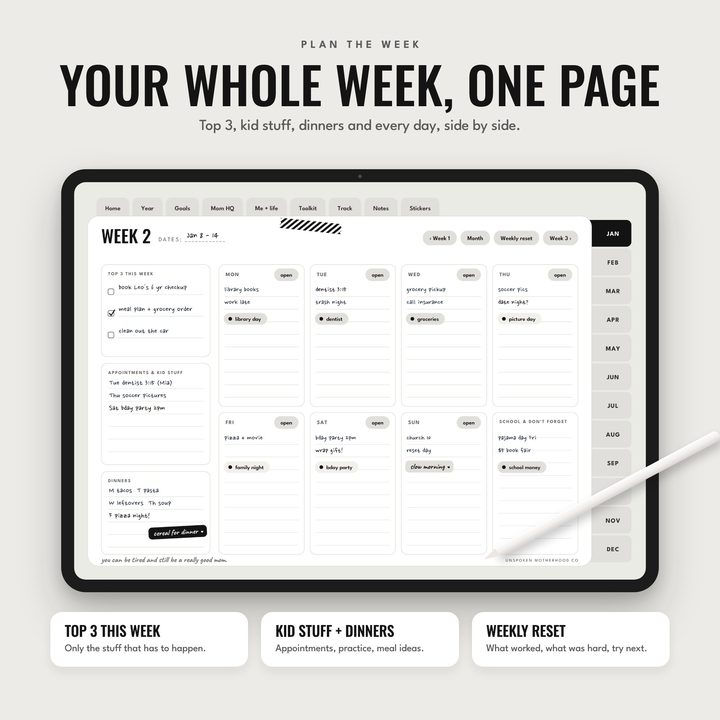 PLAN THE WEEK
YOUR WHOLE WEEK, ONE PAGE
Top 3, kid stuff, dinners and every day, side by side.
Home Year Goals Mom HQ Me + life Toolkit Track Notes Stickers
WEEK 2 DATES: Jan 8 - 14
‹ Week 1 Month Weekly reset Week 3 ›
JAN
FEB
MAR
APR
MAY
JUN
JUL
AUG
SEP
NOV
DEC
TOP 3 THIS WEEK
book Leo's 6 yr checkup
meal plan + grocery order
clean out the car
APPOINTMENTS & KID STUFF
Tue dentist 3:15 (Mia)
Thu soccer pictures
Sat bday party 2pm
DINNERS
M tacos T pasta
W leftovers Th soup
F pizza night!
cereal for dinner
MON open
library books
work late
library day
TUE open
dentist 3:15
trash night
dentist
WED open
grocery pickup
call insurance
groceries
THU open
soccer pics
date night?
picture day
FRI open
pizza + movie
family night
SAT open
bday party 2pm
wrap gift!
bday party
SUN open
church 10
reset day
slow morning
SCHOOL & DON'T FORGET
pajama day Fri
$5 book fair
school money
you can be tired and still be a really good mom.
UNSPOKEN MOTHERHOOD CO
TOP 3 THIS WEEK
Only the stuff that has to happen.
KID STUFF + DINNERS
Appointments, practice, meal ideas.
WEEKLY RESET
What worked, what was hard, try next.